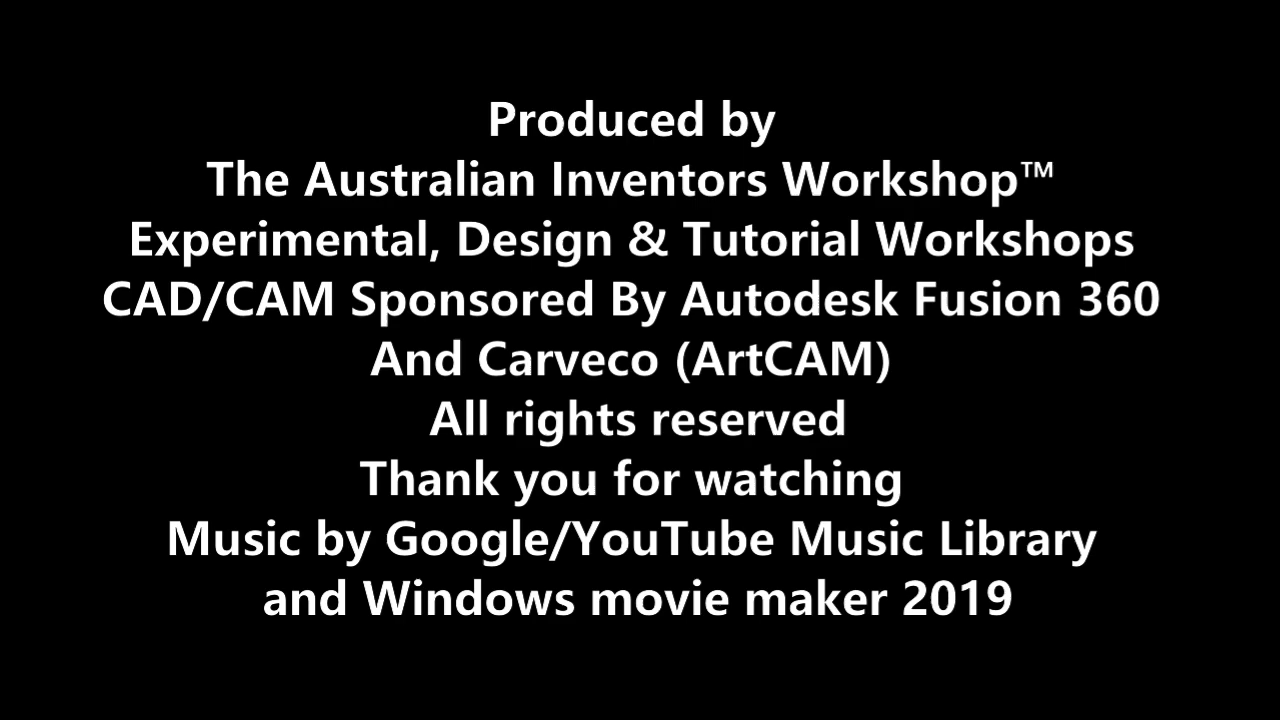 Produced by
The Australian Inventors Workshop™
Experimental, Design & Tutorial Workshops
CAD/CAM Sponsored By Autodesk Fusion 360
And Carveco (ArtCAM)
All rights reserved
Thank you for watching
Music by Google/YouTube Music Library
and Windows movie maker 2019